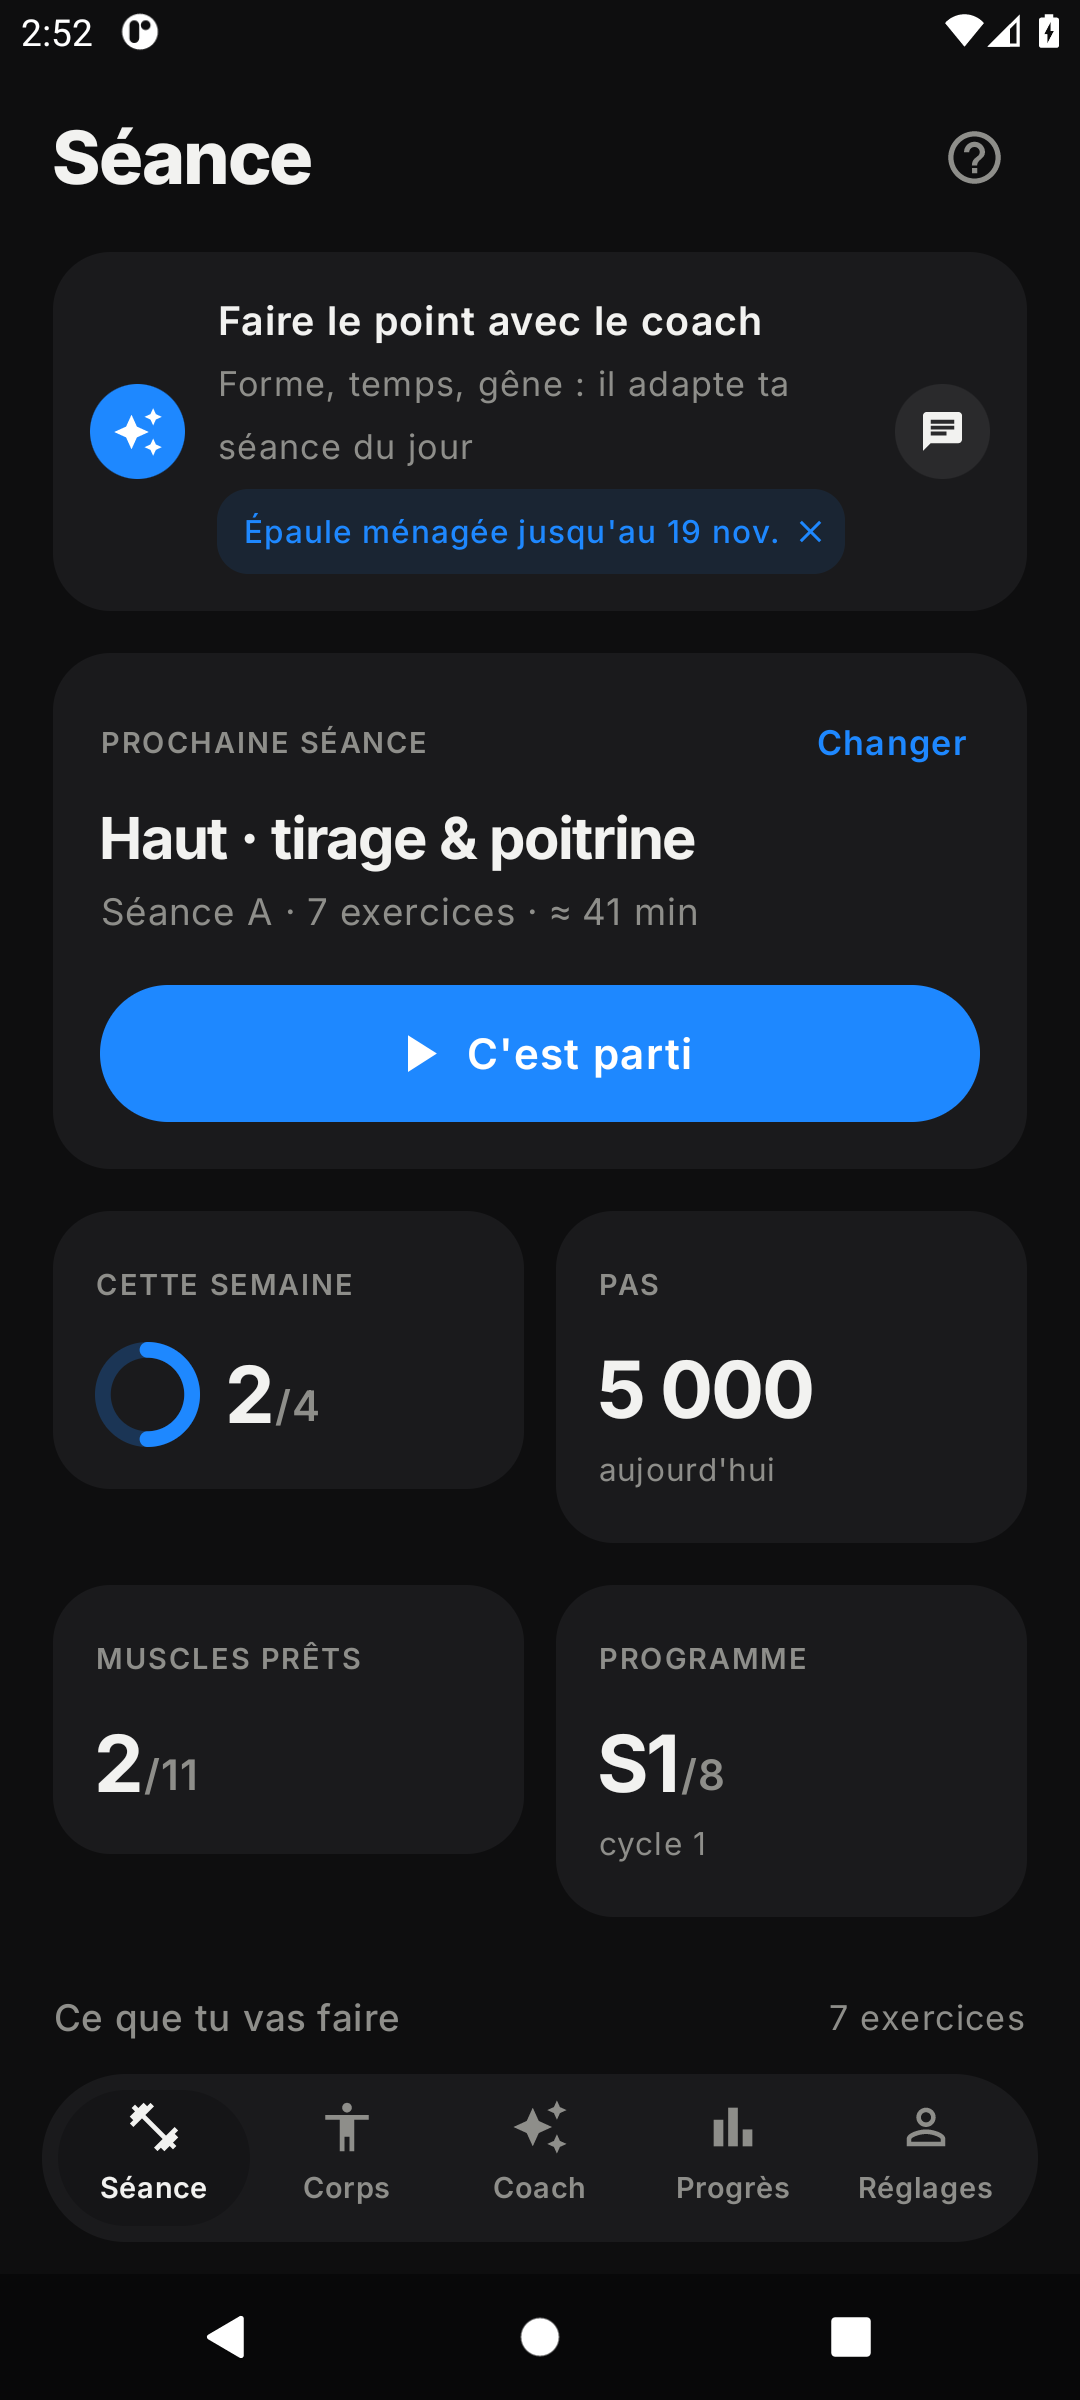 2:52
Séance
Faire le point avec le coach
Forme, temps, gêne : il adapte ta
séance du jour
Épaule ménagée jusqu'au 19 nov.
PROCHAINE SÉANCE
Changer
Haut · tirage & poitrine
Séance A · 7 exercices · ≈ 41 min
C'est parti
CETTE SEMAINE
2/4
PAS
5 000
aujourd'hui
MUSCLES PRÊTS
2/11
PROGRAMME
S1/8
cycle 1
Ce que tu vas faire
7 exercices
Séance
Corps
Coach
Progrès
Réglages